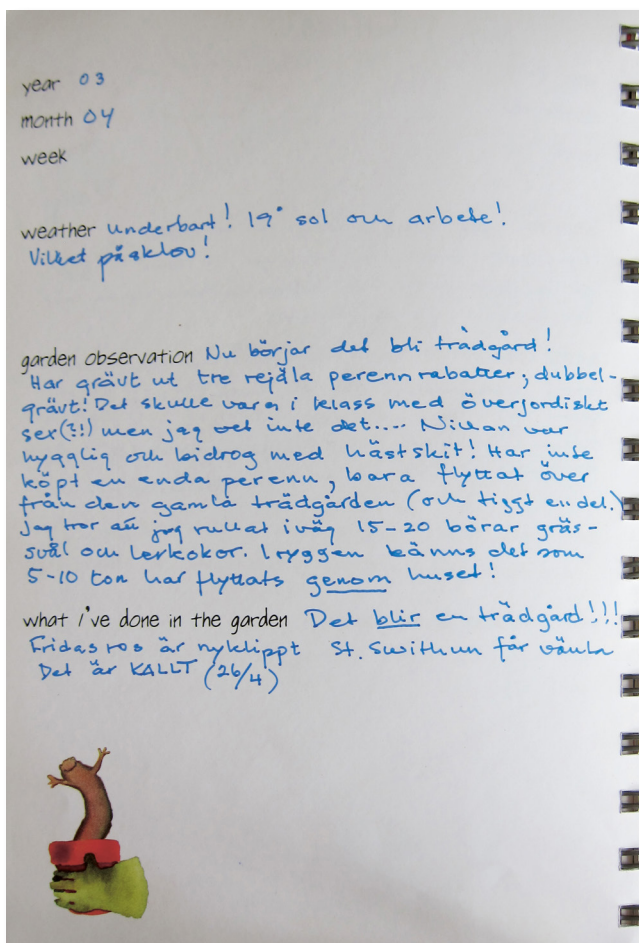 year 03
month 04
week
weather Underbart! 19° sol och arbete!
Vilket påsklov!
garden observation Nu börjar det bli trädgård!
Har grävt ut tre rejäla perennrabatter, dubbel-
grävt! Det skulle vara i klass med överjordiskt
sex(?!!) men jag vet inte det.... Nillan var
hygglig och bidrog med hästskit! Har inte
köpt en enda perenn, bara flyttat över
från den gamla trädgården (och tiggt en del.)
Jag tror att jag rullat iväg 15-20 börar gräs-
svål och lerkokor. I ryggen känns det som
5-10 ton har flyttats genom huset!
what i've done in the garden Det blir en trädgård!!!
Fridas ros är nyklippt St. Swithun får vänta
Det är KALLT (26/4)